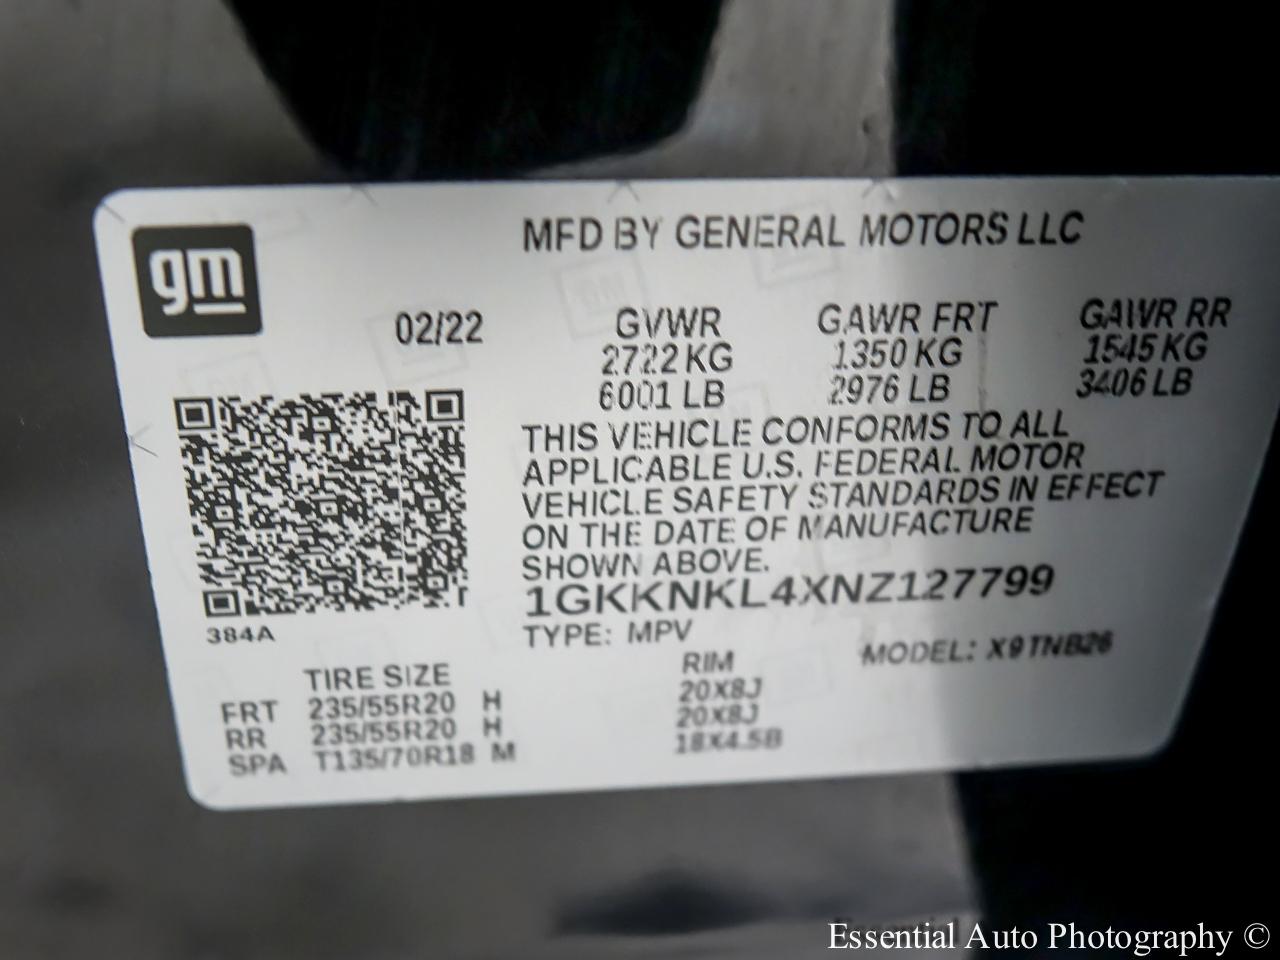 gm
MFD BY GENERAL MOTORS LLC
02/22
GVWR GAWR FRT GAWR RR
2722 KG 1350 KG 1545 KG
6001 LB 2976 LB 3406 LB
THIS VEHICLE CONFORMS TO ALL
APPLICABLE U.S. FEDERAL MOTOR
VEHICLE SAFETY STANDARDS IN EFFECT
ON THE DATE OF MANUFACTURE
SHOWN ABOVE.
1GKKNKL4XNZ127799
384A
TYPE: MPV MODEL: X9TNB26
TIRE SIZE RIM
FRT 235/55R20 H 20X8J
RR 235/55R20 H 20X8J
SPA T135/70R18 M 18X4.5B
Essential Auto Photography ©